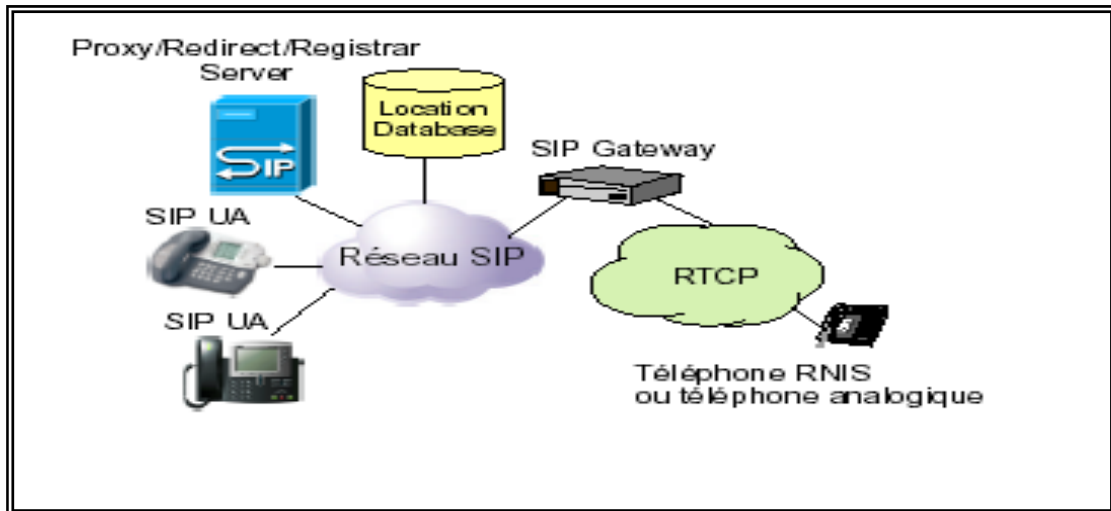 Proxy/Redirect/Registrar
Server
Location
Database
SIP
SIP Gateway
SIP UA
Réseau SIP
RTCP
SIP UA
Téléphone RNIS
ou téléphone analogique